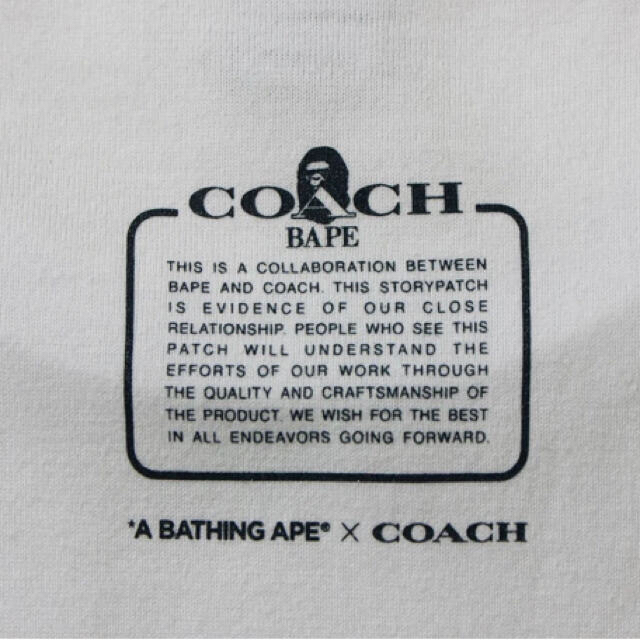 COACH
BAPE
THIS IS A COLLABORATION BETWEEN
BAPE AND COACH. THIS STORYPATCH
IS EVIDENCE OF OUR CLOSE
RELATIONSHIP. PEOPLE WHO SEE THIS
PATCH WILL UNDERSTAND THE
EFFORTS OF OUR WORK THROUGH
THE QUALITY AND CRAFTSMANSHIP OF
THE PRODUCT. WE WISH FOR THE BEST
IN ALL ENDEAVORS GOING FORWARD.
*A BATHING APE® × COACH